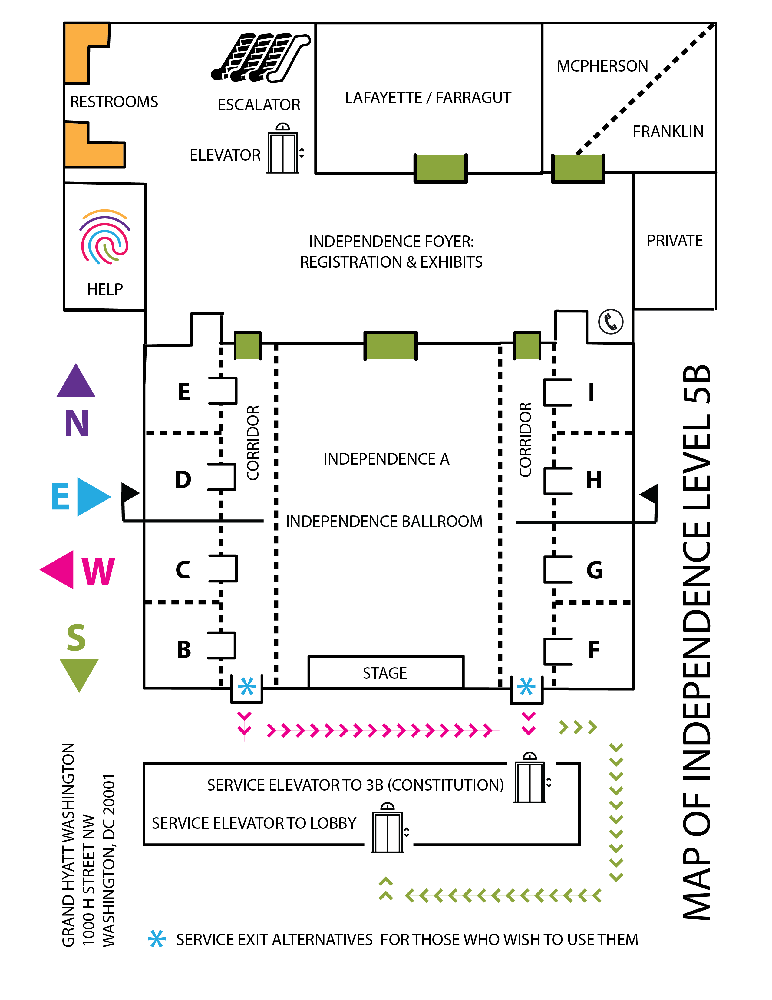 MCPHERSON
LAFAYETTE / FARRAGUT
RESTROOMS
ESCALATOR
FRANKLIN
ELEVATOR
INDEPENDENCE FOYER:
REGISTRATION & EXHIBITS
PRIVATE
HELP
E
I
CORRIDOR
CORRIDOR
N
INDEPENDENCE A
D
H
E
INDEPENDENCE BALLROOM
C
G
W
S
B
F
STAGE
MAP OF INDEPENDENCE LEVEL 5B
SERVICE ELEVATOR TO 3B (CONSTITUTION)
SERVICE ELEVATOR TO LOBBY
GRAND HYATT WASHINGTON
1000 H STREET NW
WASHINGTON, DC 20001
* SERVICE EXIT ALTERNATIVES FOR THOSE WHO WISH TO USE THEM